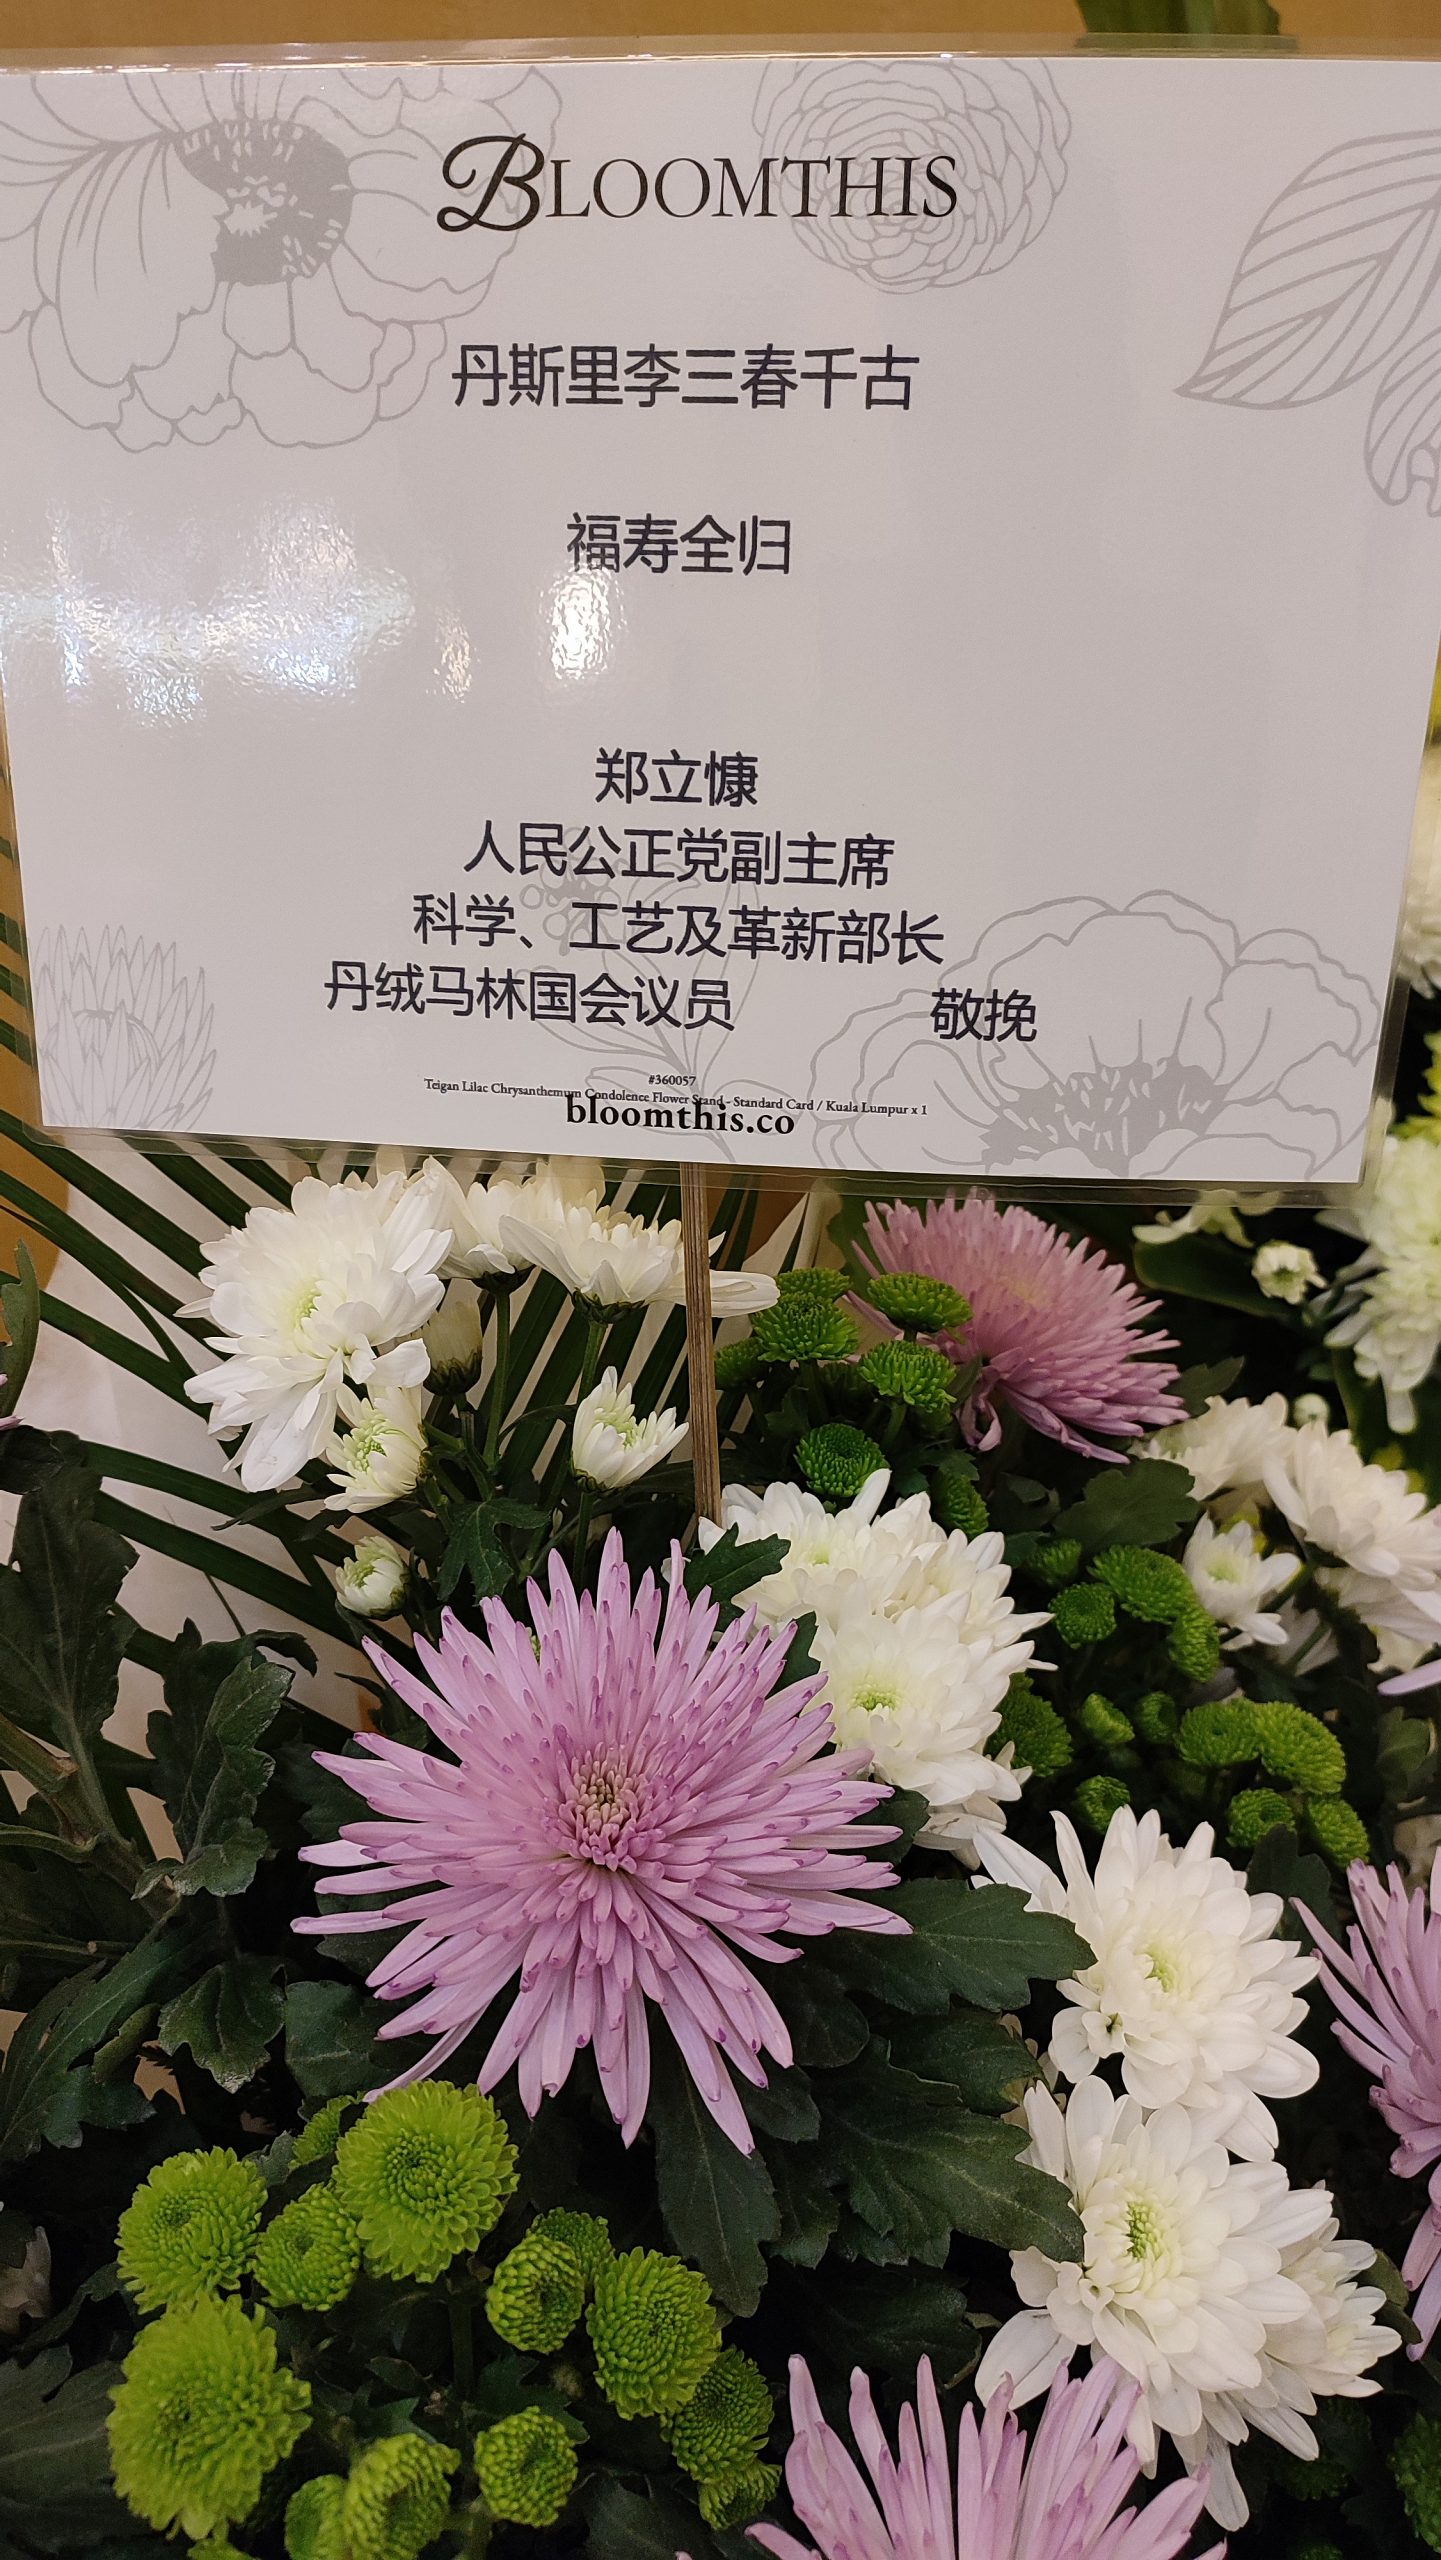 BLOOMTHIS
丹斯里李三春千古
福寿全归
郑立慷
人民公正党副主席
科学、工艺及革新部长
丹绒马林国会议员 敬挽
#360057
Teigan Lilac Chrysanthemum Condolence Flower Stand - Standard Card / Kuala Lumpur x 1
bloomthis.co